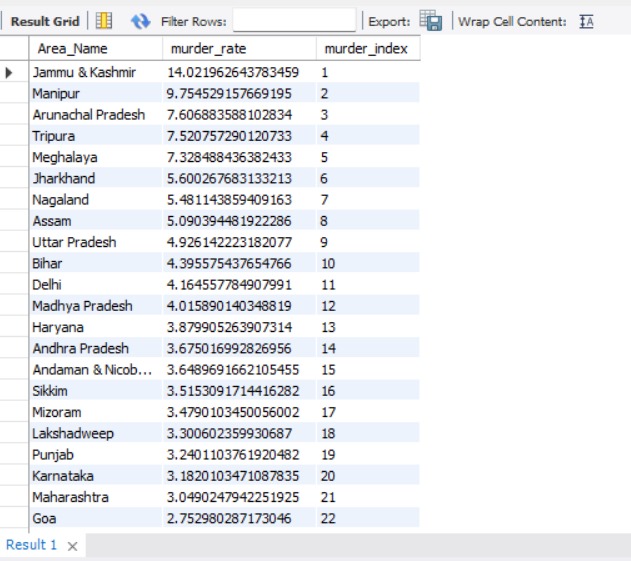 Result Grid Filter Rows: Export: Wrap Cell Content: IA
Area_Name murder_rate murder_index
Jammu & Kashmir 14.021962643783459 1
Manipur 9.754529157669195 2
Arunachal Pradesh 7.606883588102834 3
Tripura 7.520757290120733 4
Meghalaya 7.328488436382433 5
Jharkhand 5.600267683133213 6
Nagaland 5.481143859409163 7
Assam 5.090394481922286 8
Uttar Pradesh 4.926142223182077 9
Bihar 4.395575437654766 10
Delhi 4.164557784907991 11
Madhya Pradesh 4.015890140348819 12
Haryana 3.879905263907314 13
Andhra Pradesh 3.675016992826956 14
Andaman & Nicob... 3.6489691662105455 15
Sikkim 3.5153091714416282 16
Mizoram 3.4790103450056002 17
Lakshadweep 3.300602359930687 18
Punjab 3.2401103761920482 19
Karnataka 3.1820103471087835 20
Maharashtra 3.0490247942251925 21
Goa 2.752980287173046 22
Result 1